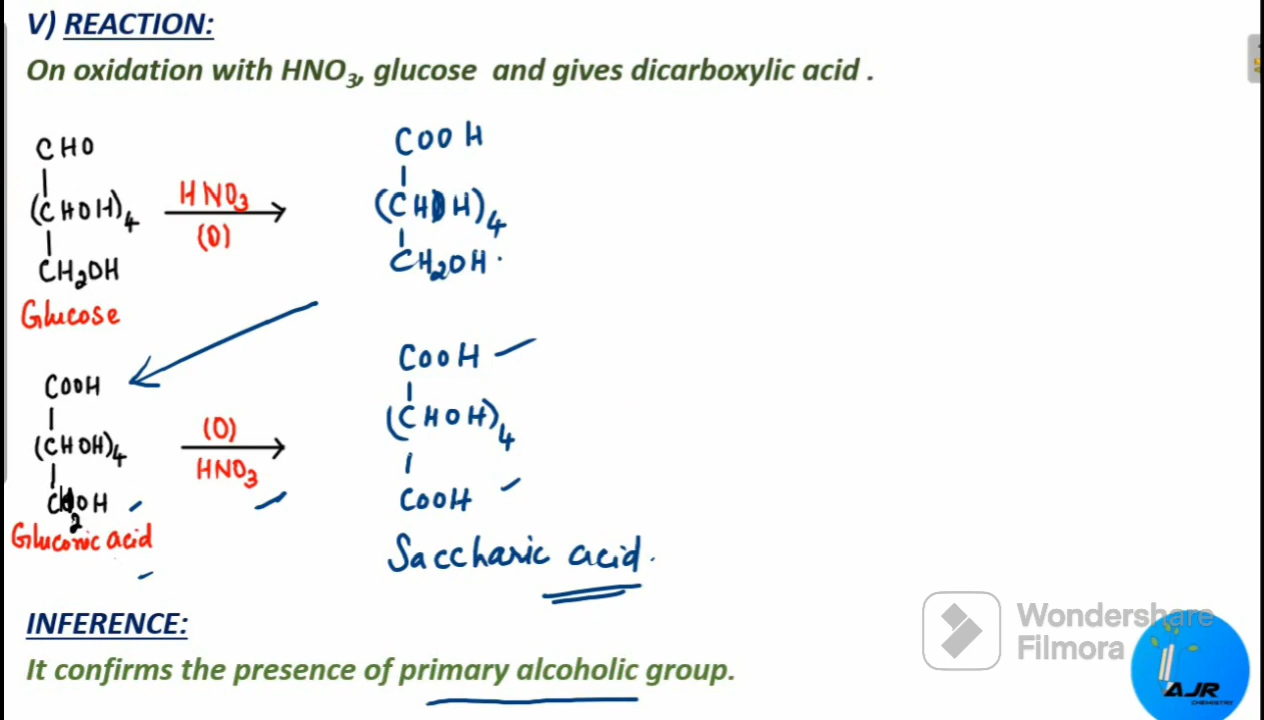 V) REACTION:
On oxidation with HNO3, glucose and gives dicarboxylic acid .
CHO
(CHOH)4
CH2OH
Glucose
HNO3
(O)
COOH
(CHOH)4
CH2OH
COOH
(CHOH)4
CH2OH
Gluconic acid
(O)
HNO3
COOH
(CHOH)4
COOH
Saccharic acid.
INFERENCE:
It confirms the presence of primary alcoholic group.
Wondershare
Filmora
AJR
CHEMISTRY